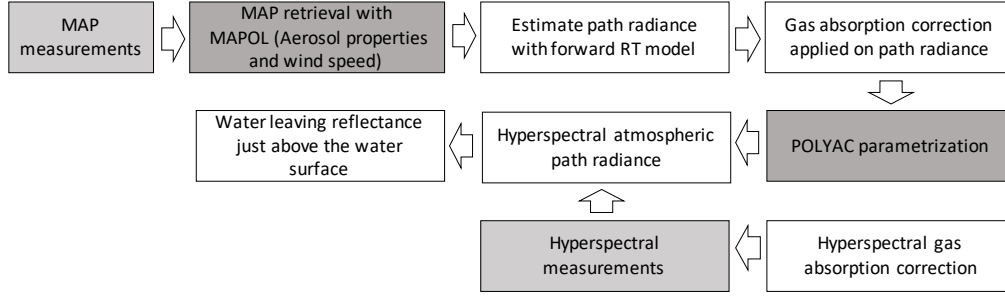 MAP
measurements
MAP retrieval with
MAPOL (Aerosol properties
and wind speed)
Estimate path radiance
with forward RT model
Gas absorption correction
applied on path radiance
Water leaving reflectance
just above the water
surface
Hyperspectral atmospheric
path radiance
POLYAC parametrization
Hyperspectral
measurements
Hyperspectral gas
absorption correction